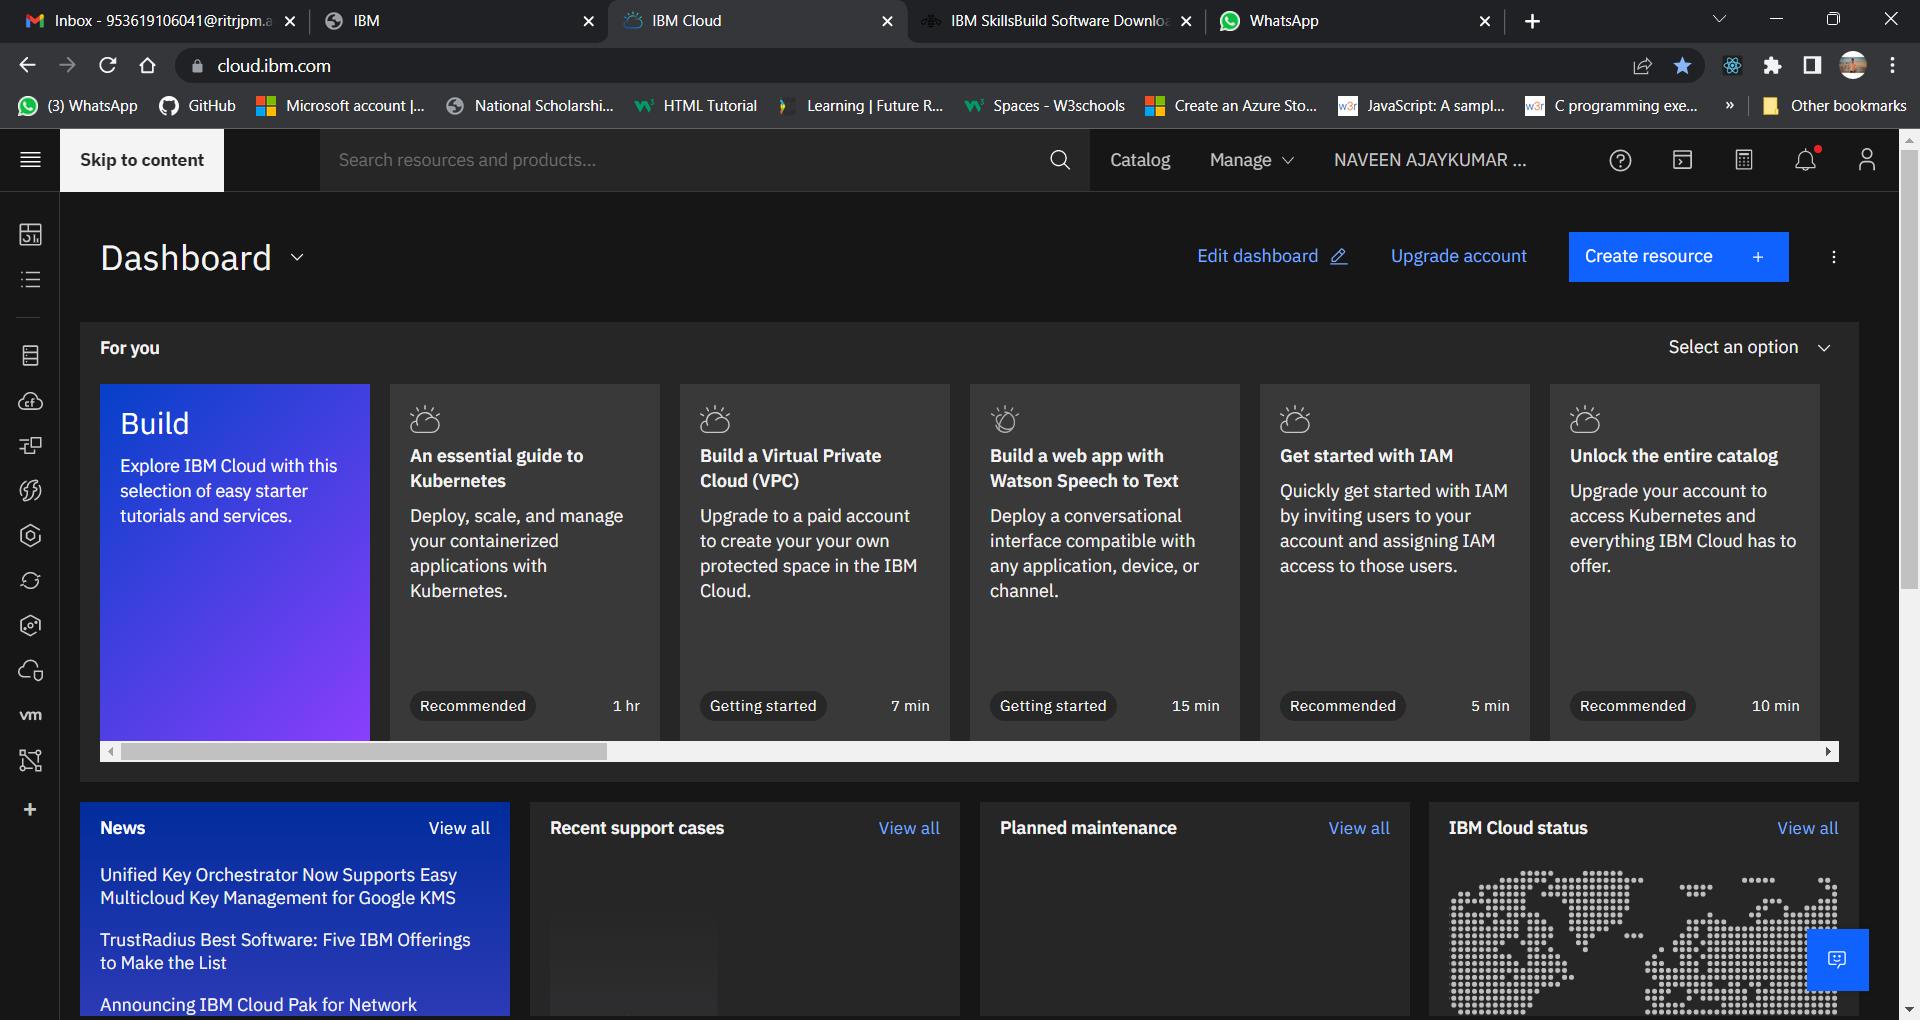 Inbox - 953619106041@ritrjpm.a
IBM
IBM Cloud
IBM SkillsBuild Software Downlo
WhatsApp
cloud.ibm.com
(3) WhatsApp
GitHub
Microsoft account |...
National Scholarshi...
HTML Tutorial
Learning | Future R...
Spaces - W3schools
Create an Azure Sto...
JavaScript: A sampl...
C programming exe...
»
Other bookmarks
Skip to content
Search resources and products...
Catalog
Manage
NAVEEN AJAYKUMAR ...
Dashboard
Edit dashboard
Upgrade account
Create resource +
For you
Select an option
Build
Explore IBM Cloud with this
selection of easy starter
tutorials and services.
An essential guide to
Kubernetes
Deploy, scale, and manage
your containerized
applications with
Kubernetes.
Recommended
1 hr
Build a Virtual Private
Cloud (VPC)
Upgrade to a paid account
to create your your own
protected space in the IBM
Cloud.
Getting started
7 min
Build a web app with
Watson Speech to Text
Deploy a conversational
interface compatible with
any application, device, or
channel.
Getting started
15 min
Get started with IAM
Quickly get started with IAM
by inviting users to your
account and assigning IAM
access to those users.
Recommended
5 min
Unlock the entire catalog
Upgrade your account to
access Kubernetes and
everything IBM Cloud has to
offer.
Recommended
10 min
cf
vm
News
View all
Unified Key Orchestrator Now Supports Easy
Multicloud Key Management for Google KMS
TrustRadius Best Software: Five IBM Offerings
to Make the List
Announcing IBM Cloud Pak for Network
Recent support cases
View all
Planned maintenance
View all
IBM Cloud status
View all